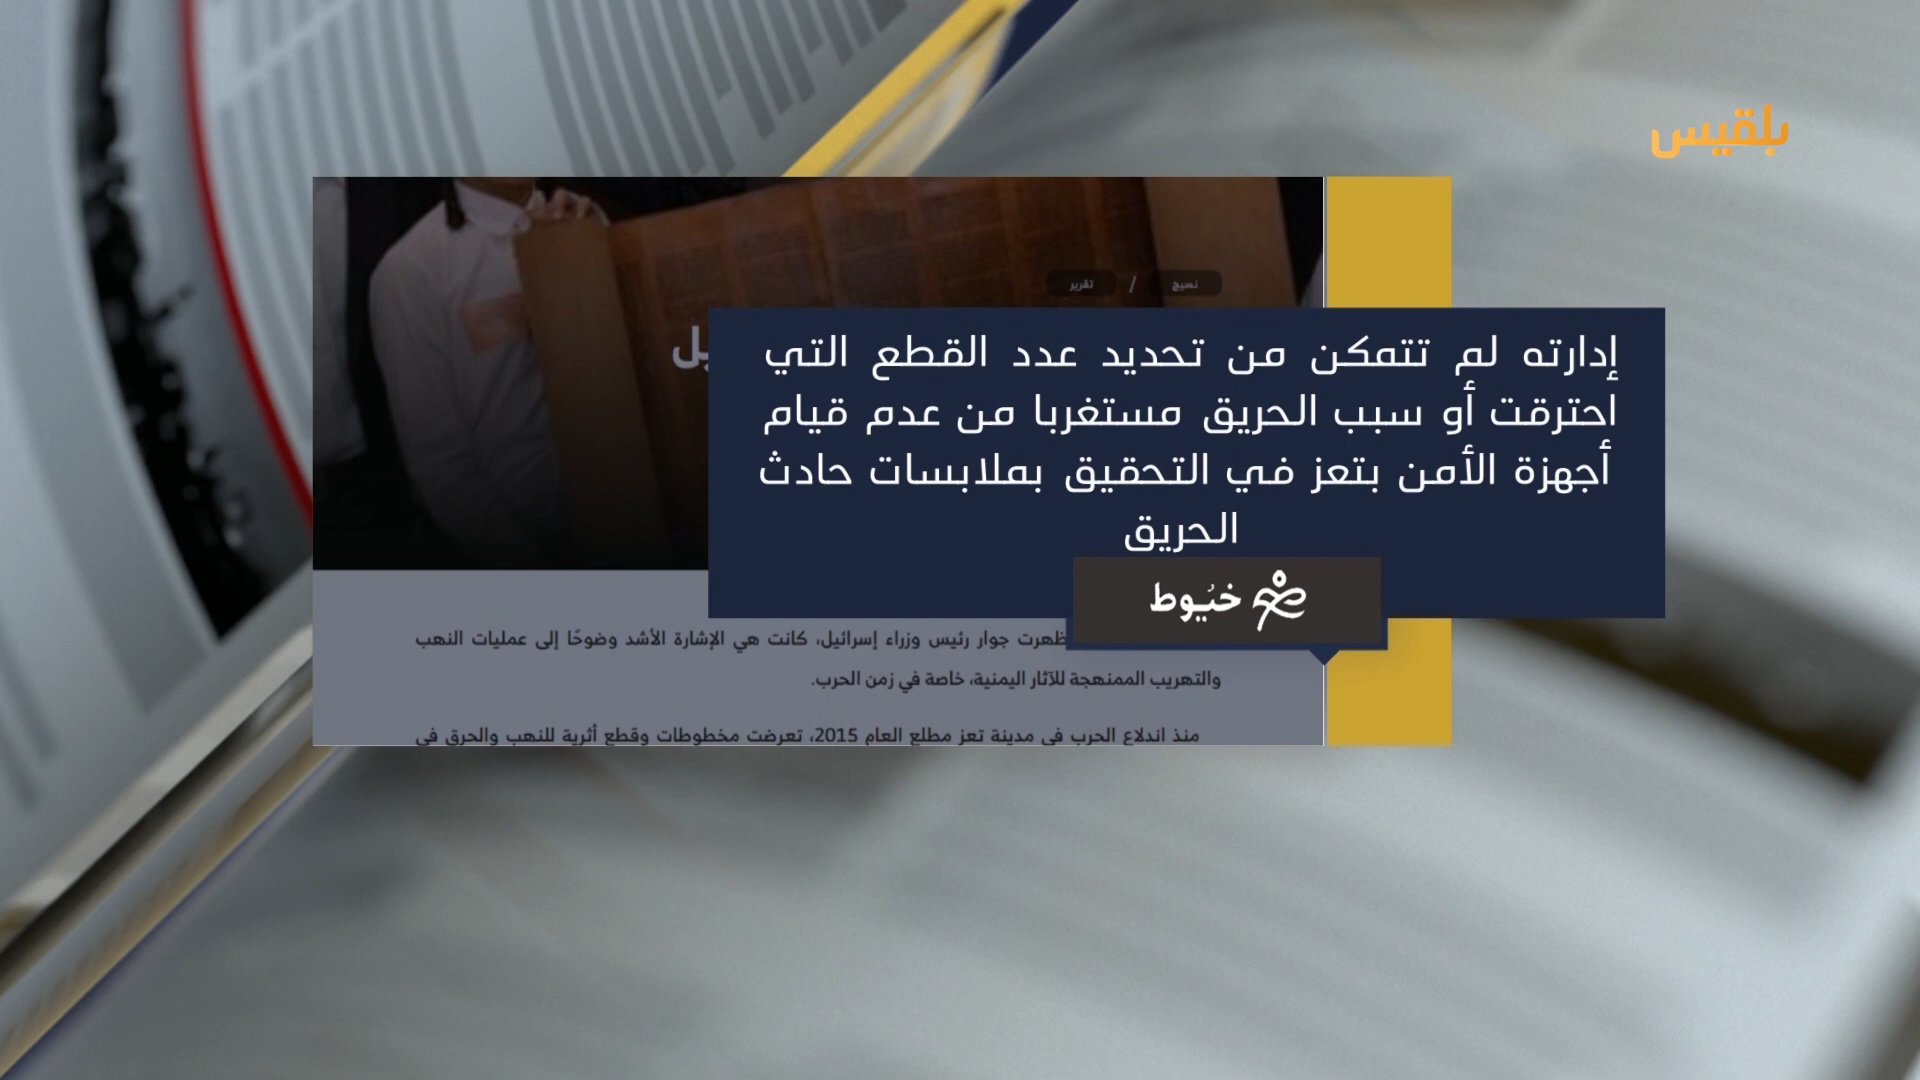 بلقيس
نسيج / تقرير
يل
إدارته لم تتمكن من تحديد عدد القطع التي
احترقت أو سبب الحريق مستغربا من عدم قيام
أجهزة الأمن بتعز في التحقيق بملابسات حادث
الحريق
خيُوط
ظهرت جوار رئيس وزراء إسرائيل، كانت هي الإشارة الأشد وضوحًا إلى عمليات النهب
والتهريب الممنهجة للآثار اليمنية، خاصة في زمن الحرب.
منذ اندلاع الحرب في مدينة تعز مطلع العام 2015، تعرضت مخطوطات وقطع أثرية للنهب والحرق في